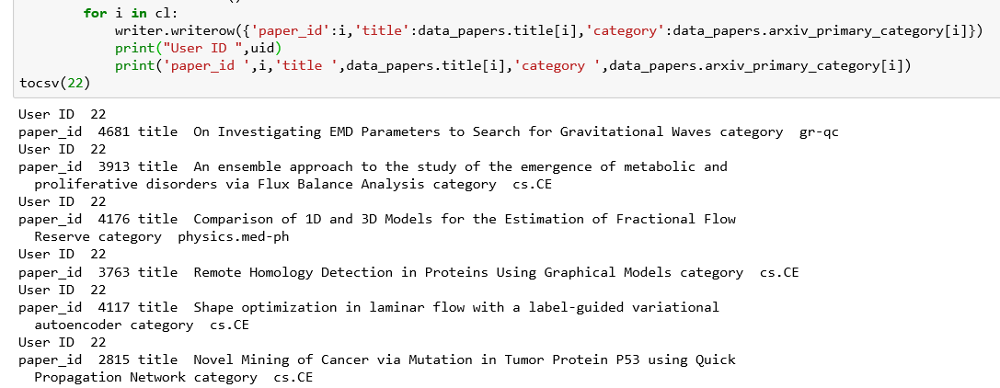 for i in cl:
writer.writerow({'paper_id':i,'title':data_papers.title[i],'category':data_papers.arxiv_primary_category[i]})
print("User ID ",uid)
print('paper_id ',i,'title ',data_papers.title[i],'category ',data_papers.arxiv_primary_category[i])
tocsv(22)
User ID  22
paper_id  4681 title  On Investigating EMD Parameters to Search for Gravitational Waves category  gr-qc
User ID  22
paper_id  3913 title  An ensemble approach to the study of the emergence of metabolic and
proliferative disorders via Flux Balance Analysis category  cs.CE
User ID  22
paper_id  4176 title  Comparison of 1D and 3D Models for the Estimation of Fractional Flow
Reserve category  physics.med-ph
User ID  22
paper_id  3763 title  Remote Homology Detection in Proteins Using Graphical Models category  cs.CE
User ID  22
paper_id  4117 title  Shape optimization in laminar flow with a label-guided variational
autoencoder category  cs.CE
User ID  22
paper_id  2815 title  Novel Mining of Cancer via Mutation in Tumor Protein P53 using Quick
Propagation Network category  cs.CE